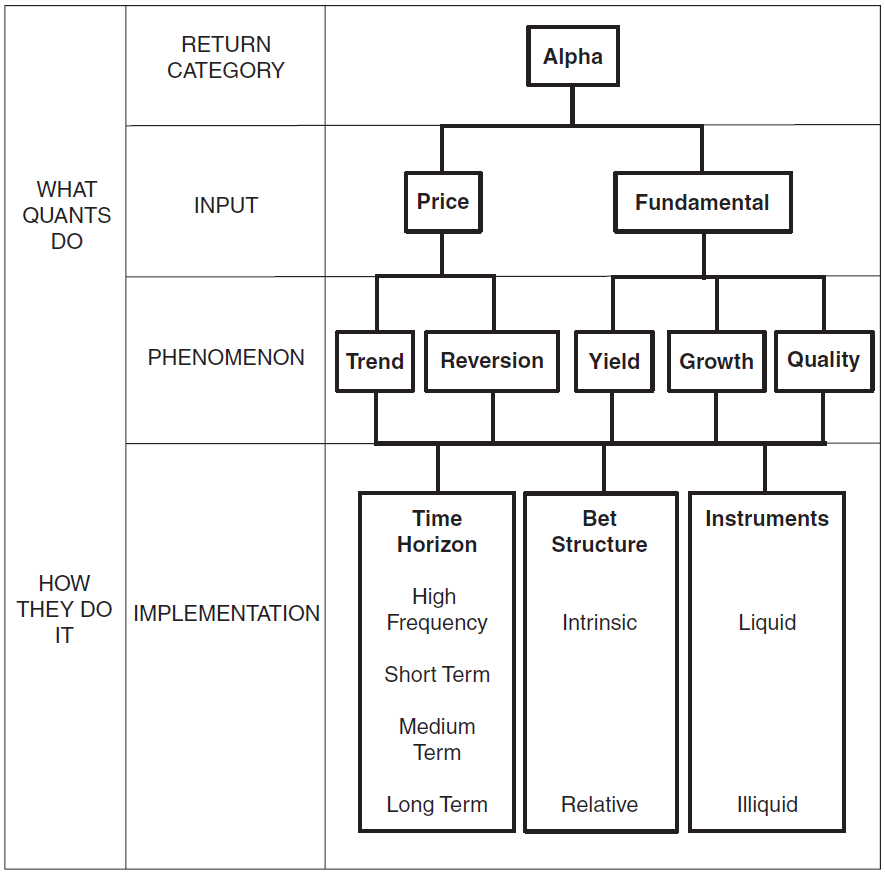 RETURN
CATEGORY
Alpha
WHAT
QUANTS
DO
INPUT
Price
Fundamental
PHENOMENON
Trend
Reversion
Yield
Growth
Quality
HOW
THEY DO
IT
IMPLEMENTATION
Time
Horizon
High
Frequency
Short Term
Medium
Term
Long Term
Bet
Structure
Intrinsic
Relative
Instruments
Liquid
Illiquid